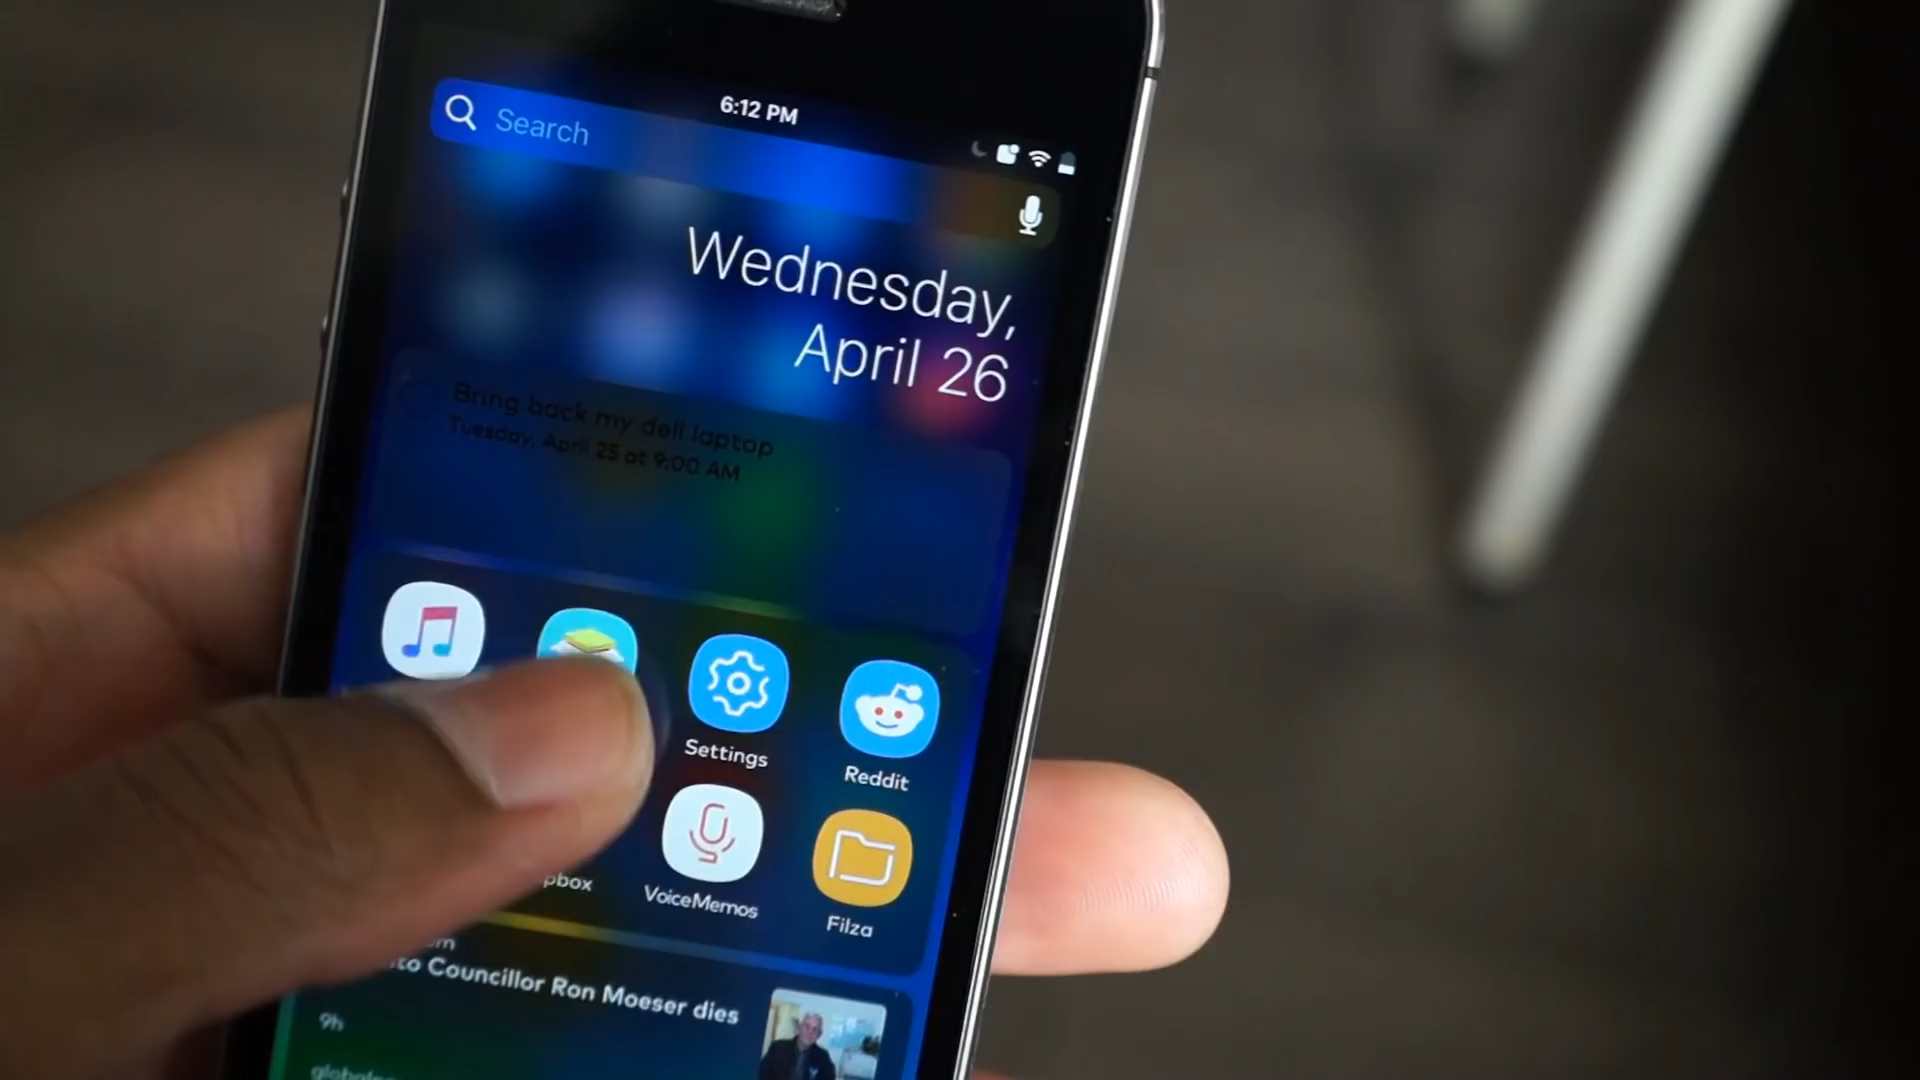 6:12 PM
Search
Wednesday,
April 26
Bring back my dell laptop
Tuesday, April 25 at 9:00 AM
Settings
Reddit
pbox
VoiceMemos
Filza
Councillor Ron Moeser dies
9h